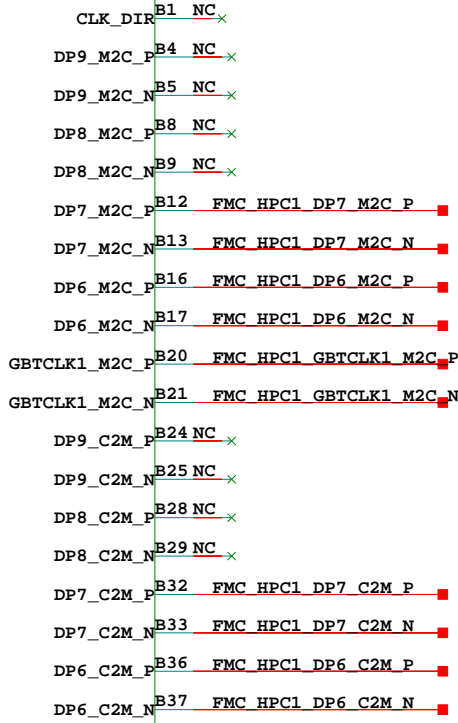 CLK_DIR B1 NC
DP9_M2C_P B4 NC
DP9_M2C_N B5 NC
DP8_M2C_P B8 NC
DP8_M2C_N B9 NC
DP7_M2C_P B12 FMC_HPC1_DP7_M2C_P
DP7_M2C_N B13 FMC_HPC1_DP7_M2C_N
DP6_M2C_P B16 FMC_HPC1_DP6_M2C_P
DP6_M2C_N B17 FMC_HPC1_DP6_M2C_N
GBTCLK1_M2C_P B20 FMC_HPC1_GBTCLK1_M2C_P
GBTCLK1_M2C_N B21 FMC_HPC1_GBTCLK1_M2C_N
DP9_C2M_P B24 NC
DP9_C2M_N B25 NC
DP8_C2M_P B28 NC
DP8_C2M_N B29 NC
DP7_C2M_P B32 FMC_HPC1_DP7_C2M_P
DP7_C2M_N B33 FMC_HPC1_DP7_C2M_N
DP6_C2M_P B36 FMC_HPC1_DP6_C2M_P
DP6_C2M_N B37 FMC_HPC1_DP6_C2M_N